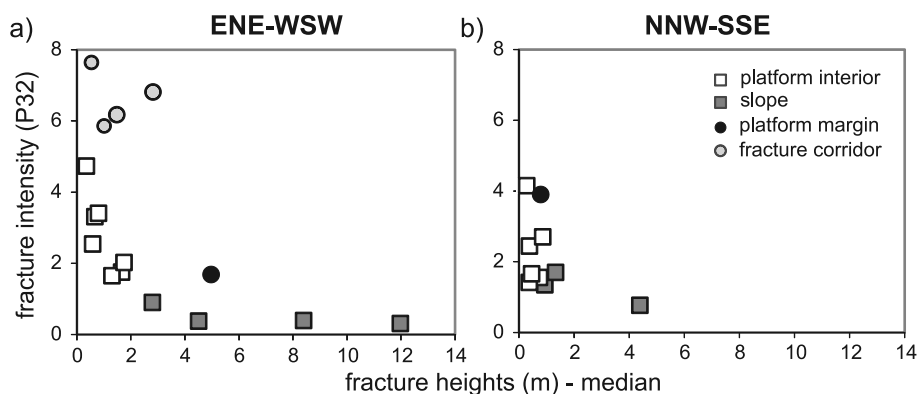 a) ENE-WSW
b) NNW-SSE
fracture intensity (P32)
8
6
4
2
0
0 2 4 6 8 10 12 14
8
6
4
2
0
0 2 4 6 8 10 12 14
platform interior
slope
platform margin
fracture corridor
fracture heights (m) - median